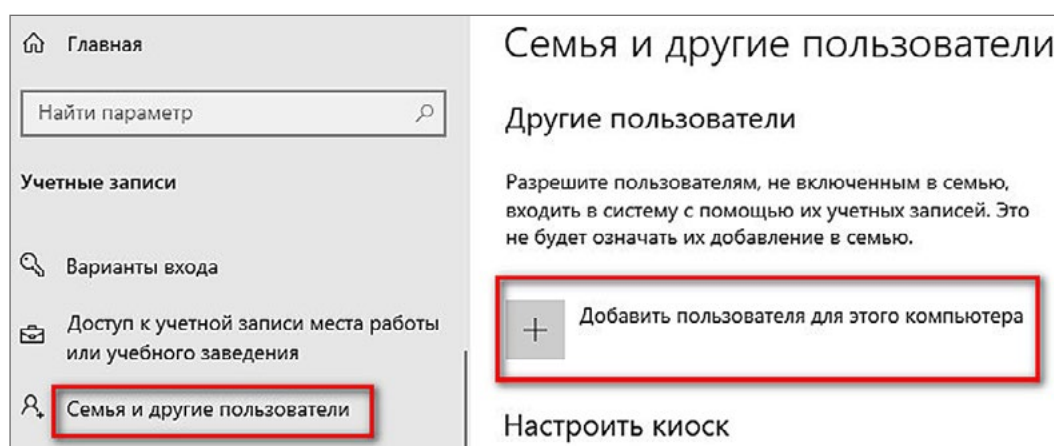 Главная
Найти параметр
Учетные записи
Варианты входа
Доступ к учетной записи места работы
или учебного заведения
Семья и другие пользователи
Семья и другие пользователи
Другие пользователи
Разрешите пользователям, не включенным в семью,
входить в систему с помощью их учетных записей. Это
не будет означать их добавление в семью.
Добавить пользователя для этого компьютера
Настроить киоск